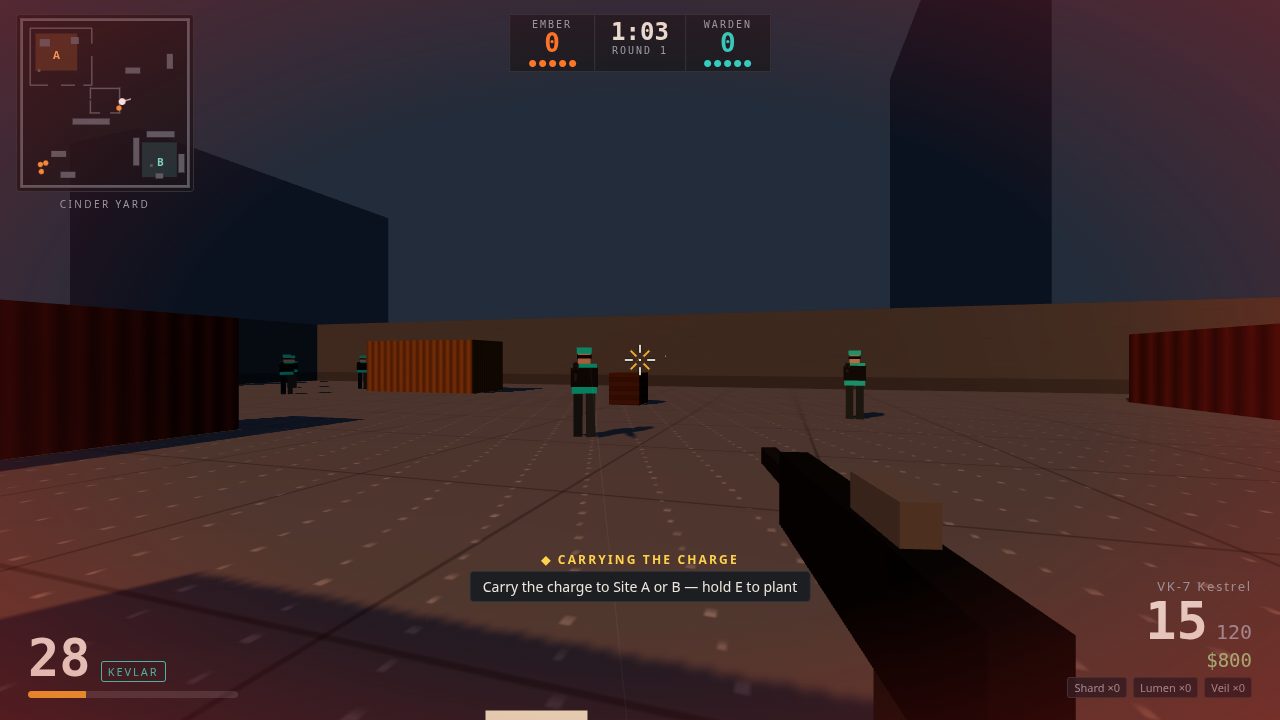 A
B
CINDER YARD
EMBER
0
1:03
ROUND 1
WARDEN
0
◆ CARRYING THE CHARGE
Carry the charge to Site A or B — hold E to plant
28
KEVLAR
VK-7 Kestrel
15 120
$800
Shard ×0 Lumen ×0 Veil ×0